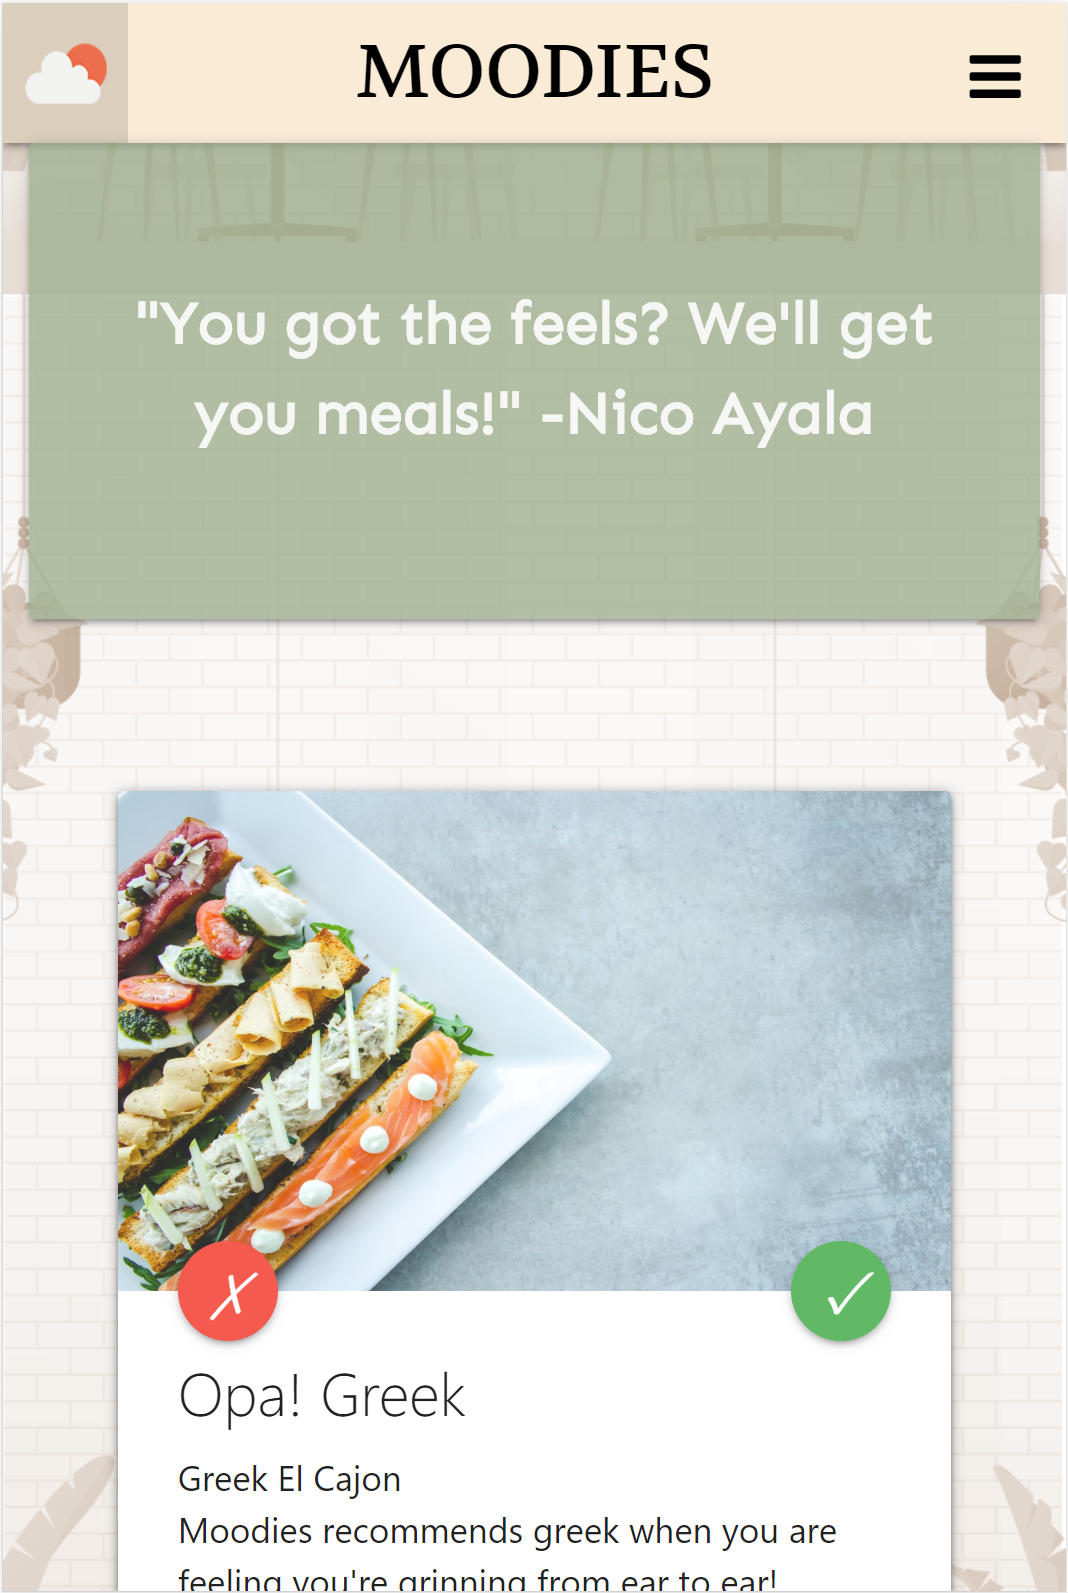 MOODIES
"You got the feels? We'll get
you meals!" -Nico Ayala
Opa! Greek
Greek El Cajon
Moodies recommends greek when you are
feeling you're grinning from ear to ear!